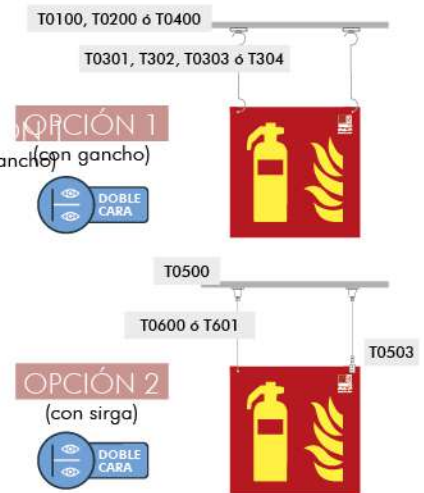 T0100, T0200 ó T0400
T0301, T302, T0303 ó T304
OPCIÓN 1
(con gancho)
DOBLE
CARA
T0500
T0600 ó T601
T0503
OPCIÓN 2
(con sirga)
DOBLE
CARA